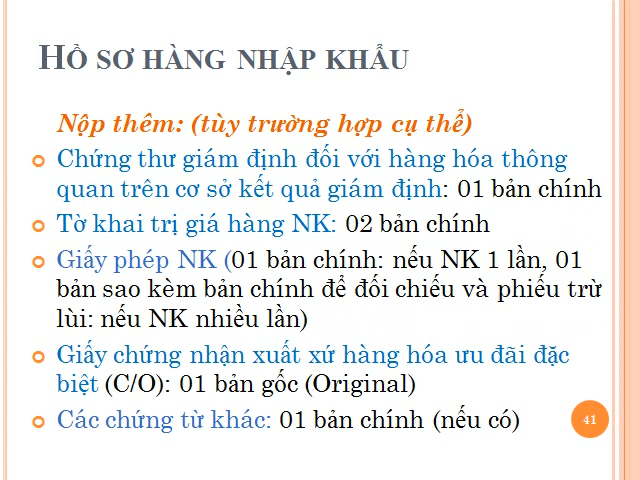 HỒ SƠ HÀNG NHẬP KHẨU
Nộp thêm: (tùy trường hợp cụ thể)
Chứng thư giám định đối với hàng hóa thông
quan trên cơ sở kết quả giám định: 01 bản chính
Tờ khai trị giá hàng NK: 02 bản chính
Giấy phép NK (01 bản chính: nếu NK 1 lần, 01
bản sao kèm bản chính để đối chiếu và phiếu trừ
lùi: nếu NK nhiều lần)
Giấy chứng nhận xuất xứ hàng hóa ưu đãi đặc
biệt (C/O): 01 bản gốc (Original)
Các chứng từ khác: 01 bản chính (nếu có)
41